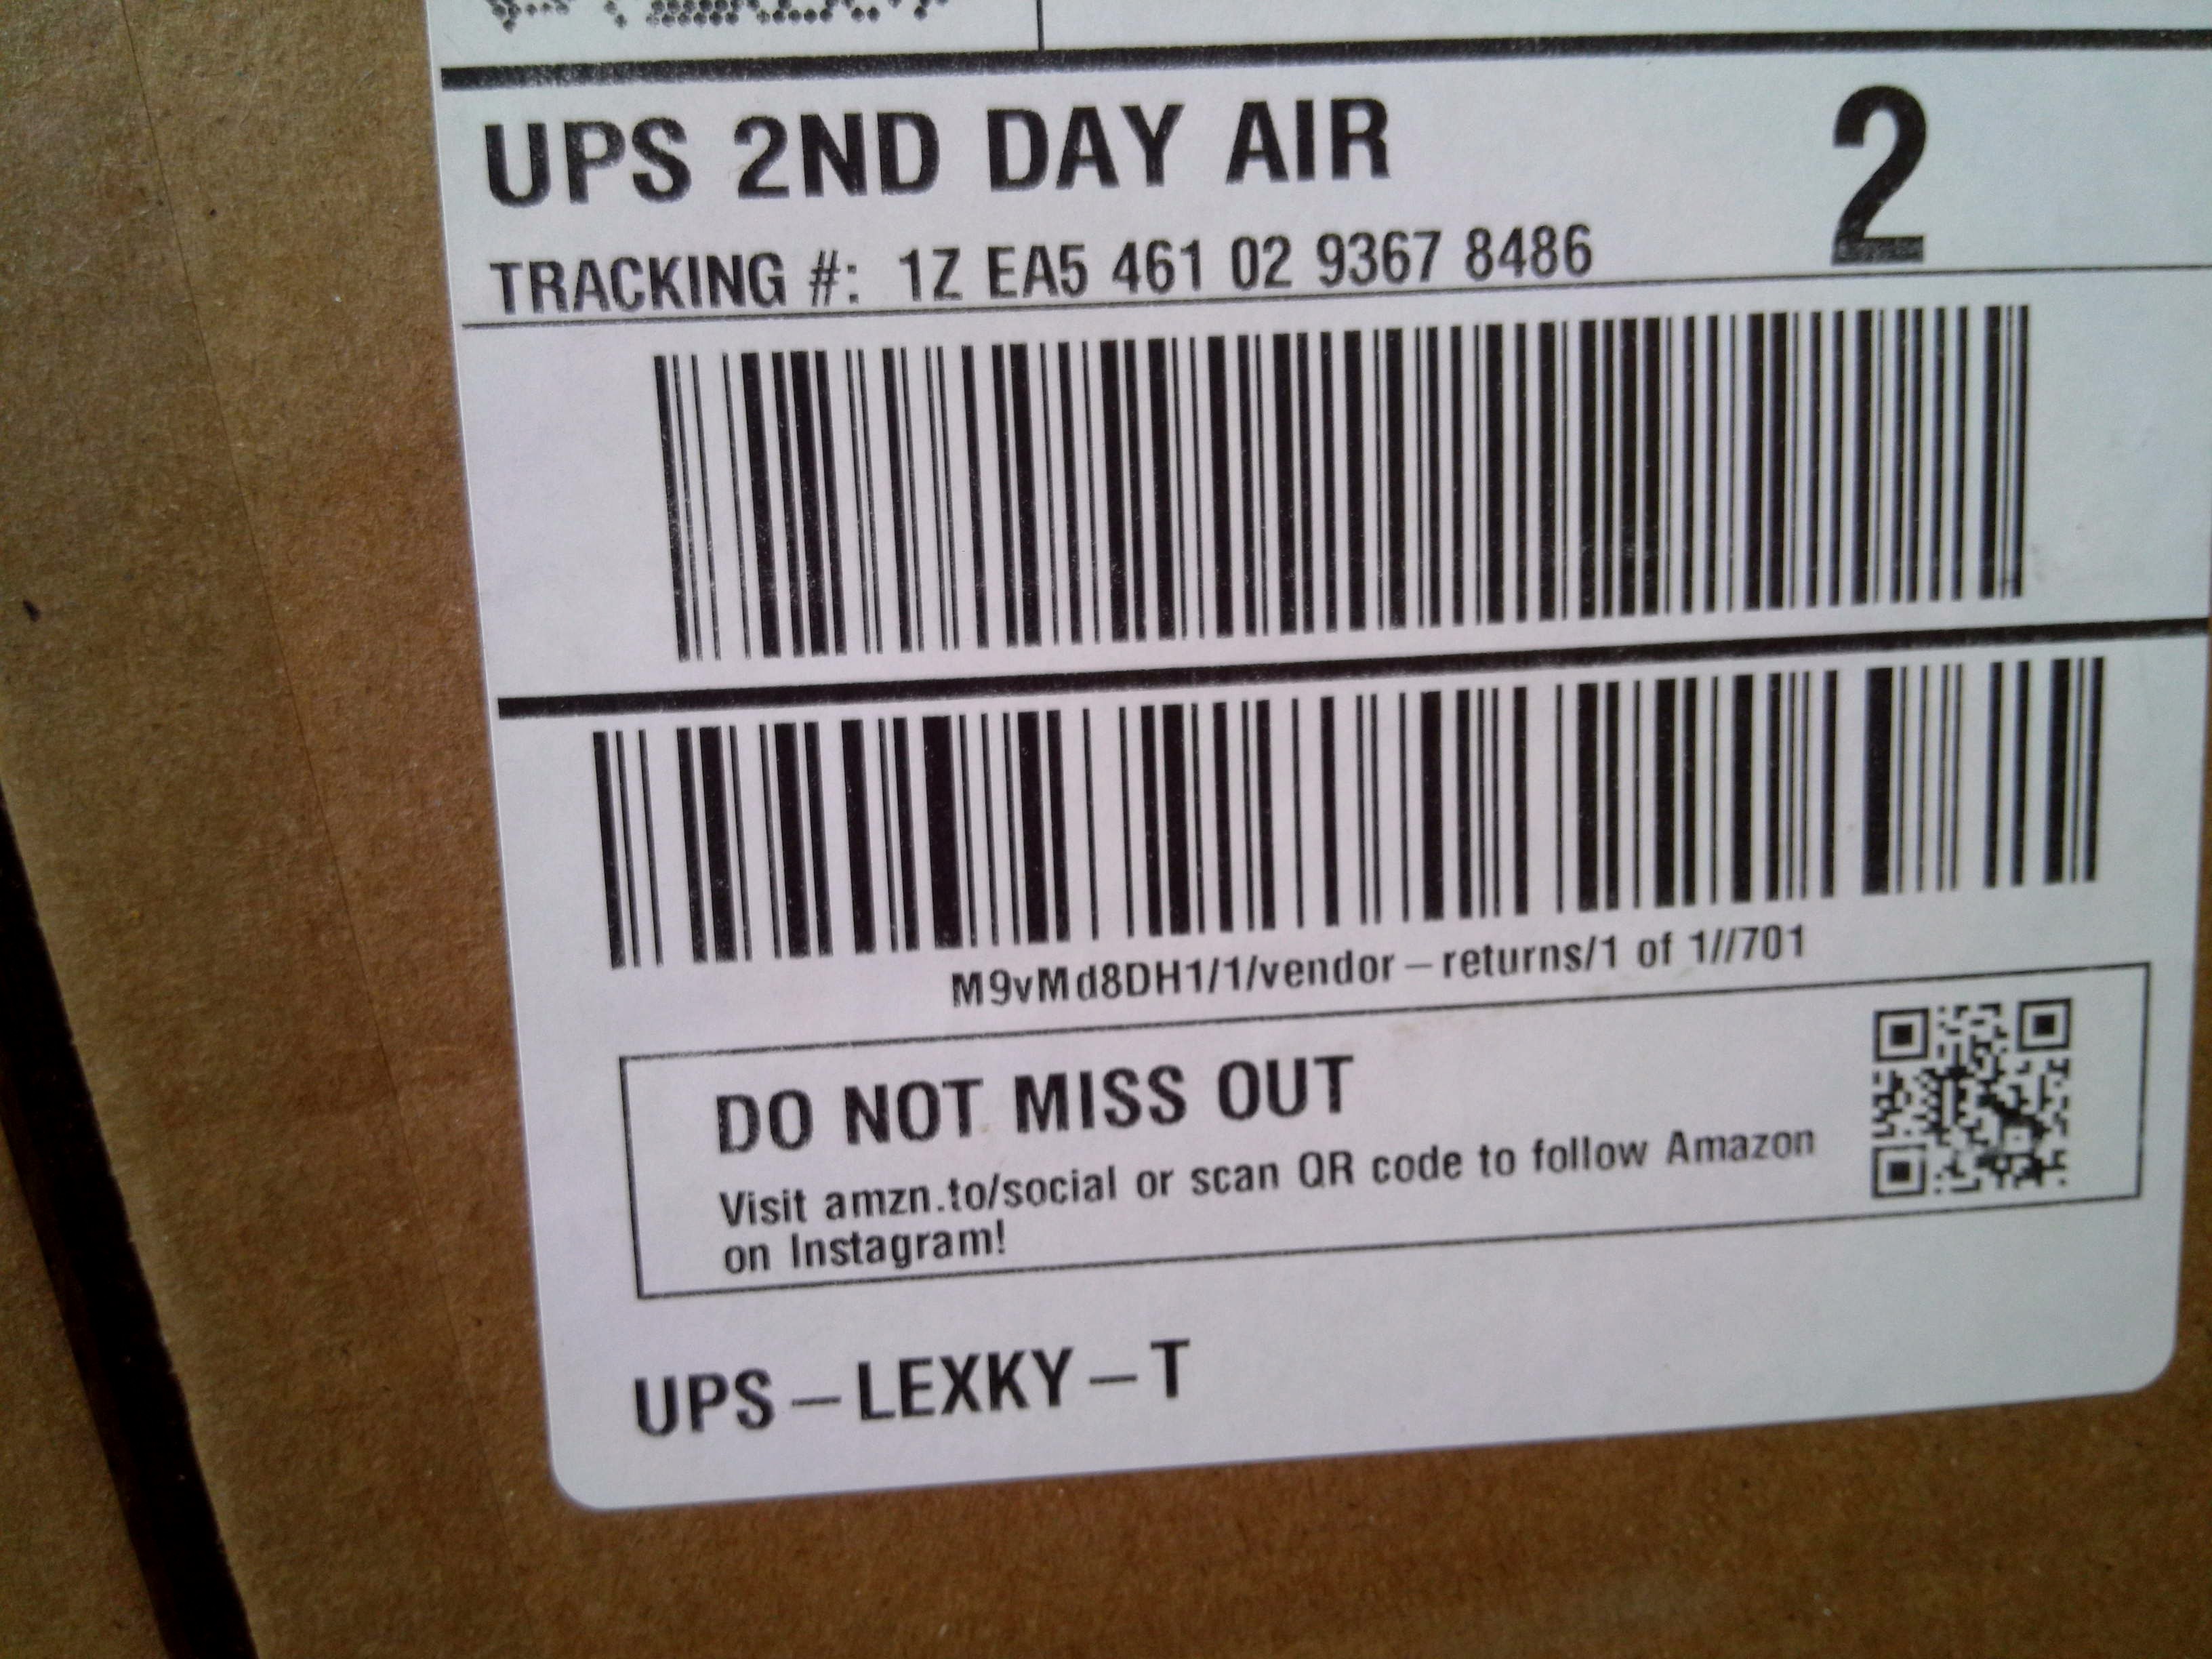 UPS 2ND DAY AIR
2
TRACKING #: 1Z EA5 461 02 9367 8486
M9vMd8DH1/1/vendor-returns/1 of 1//701
DO NOT MISS OUT
Visit amzn.to/social or scan QR code to follow Amazon
on Instagram!
UPS-LEXKY-T